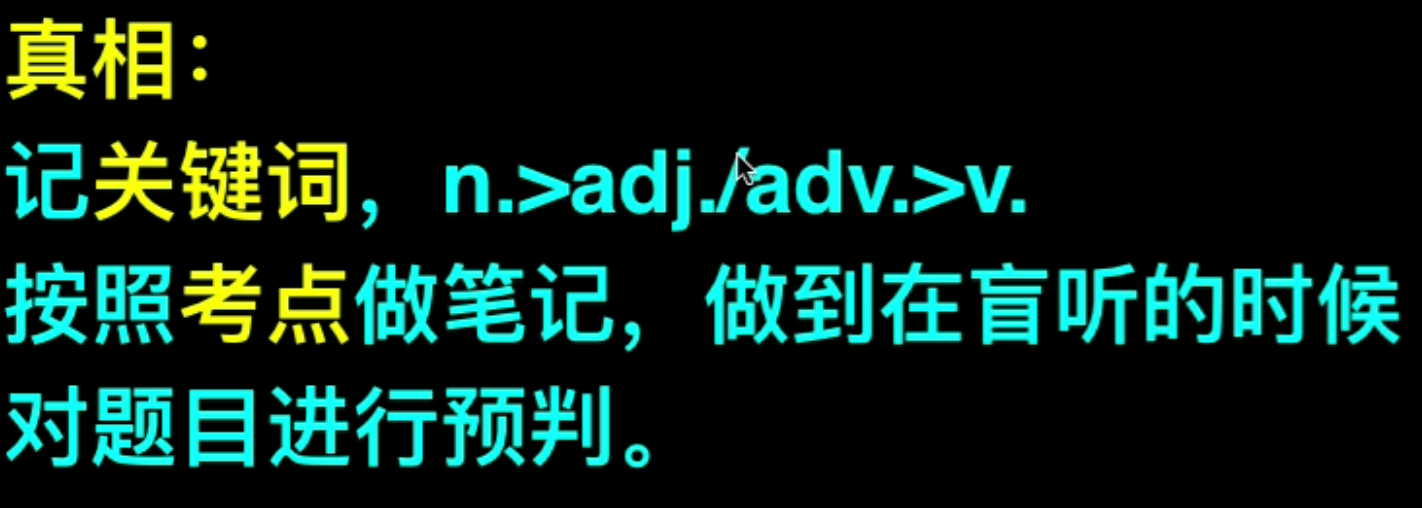 真相：
记关键词，n.>adj./adv.>v.
按照考点做笔记，做到在盲听的时候
对题目进行预判。